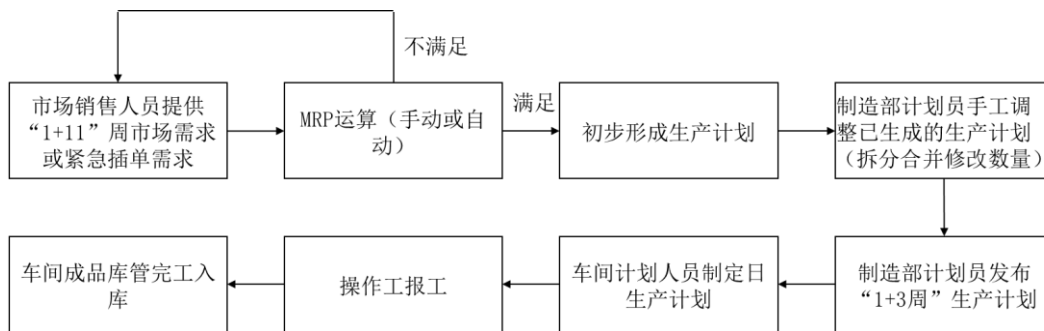 不满足
市场销售人员提供
“1+11”周市场需求
或紧急插单需求
MRP运算（手动或自
动）
满足
初步形成生产计划
制造部计划员手工调
整已生成的生产计划
（拆分合并修改数量）
车间成品库管完工入
库
操作工报工
车间计划人员制定日
生产计划
制造部计划员发布
“1+3周”生产计划